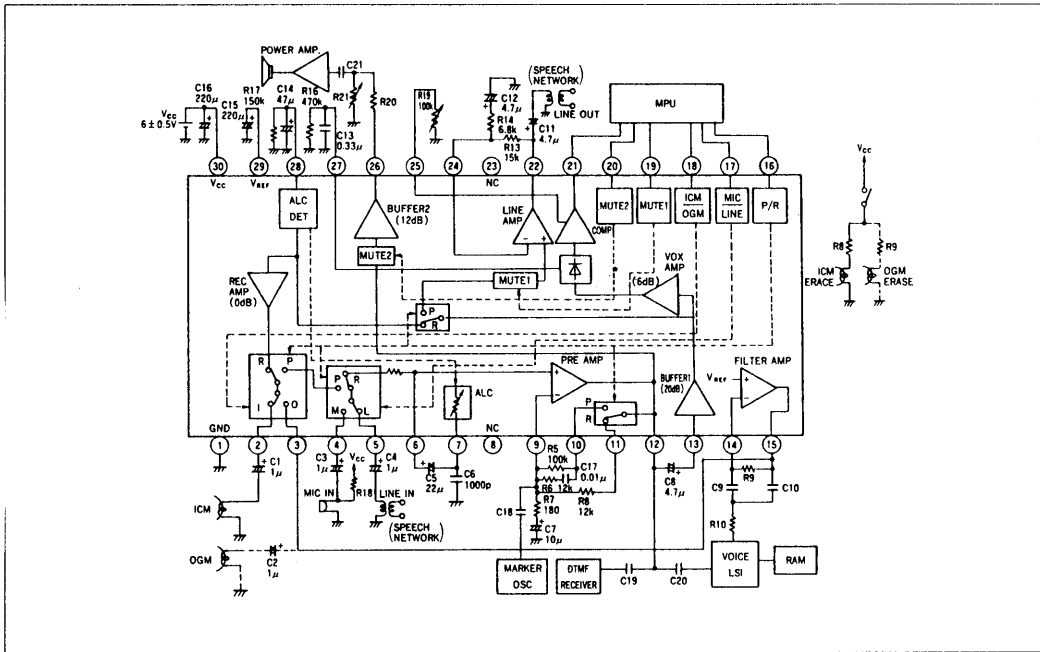 POWER AMP.
C21
C16
220μ
C15
220μ
R17
150k
C14
47μ
R16
470k
C13
0.33μ
R21
R20
R19
100k
C12
4.7μ
R14
6.8k
R13
15k
C11
4.7μ
(SPEECH
NETWORK)
LINE OUT
MPU
Vcc
6±0.5V
Vcc
30
29
28
27
26
25
24
23
22
21
20
19
18
17
16
Vcc
VREF
NC
ALC
DET
BUFFER2
(12dB)
LINE
AMP
COMP
MUTE2
MUTE1
ICM
OGM
MIC
LINE
P/R
MUTE2
MUTE1
VOX
AMP
(6dB)
REC
AMP
(0dB)
P
R
R8
R9
ICM
ERACE
OGM
ERASE
R P
I O
P R
M L
ALC
PRE AMP
P
R
BUFFER1
(20dB)
FILTER AMP
VREF
GND
NC
1
2
3
4
5
6
7
8
9
10
11
12
13
14
15
C1
1μ
C3
1μ
Vcc
R18
C4
1μ
C5
22μ
C6
1000p
R5
100k
C17
0.01μ
R6
12k
R7
180
R8
12k
C7
10μ
C18
C8
4.7μ
C9
R9
C10
R10
ICM
MIC IN
LINE IN
(SPEECH
NETWORK)
OGM
C2
1μ
MARKER
OSC
DTMF
RECEIVER
C19
C20
VOICE
LSI
RAM